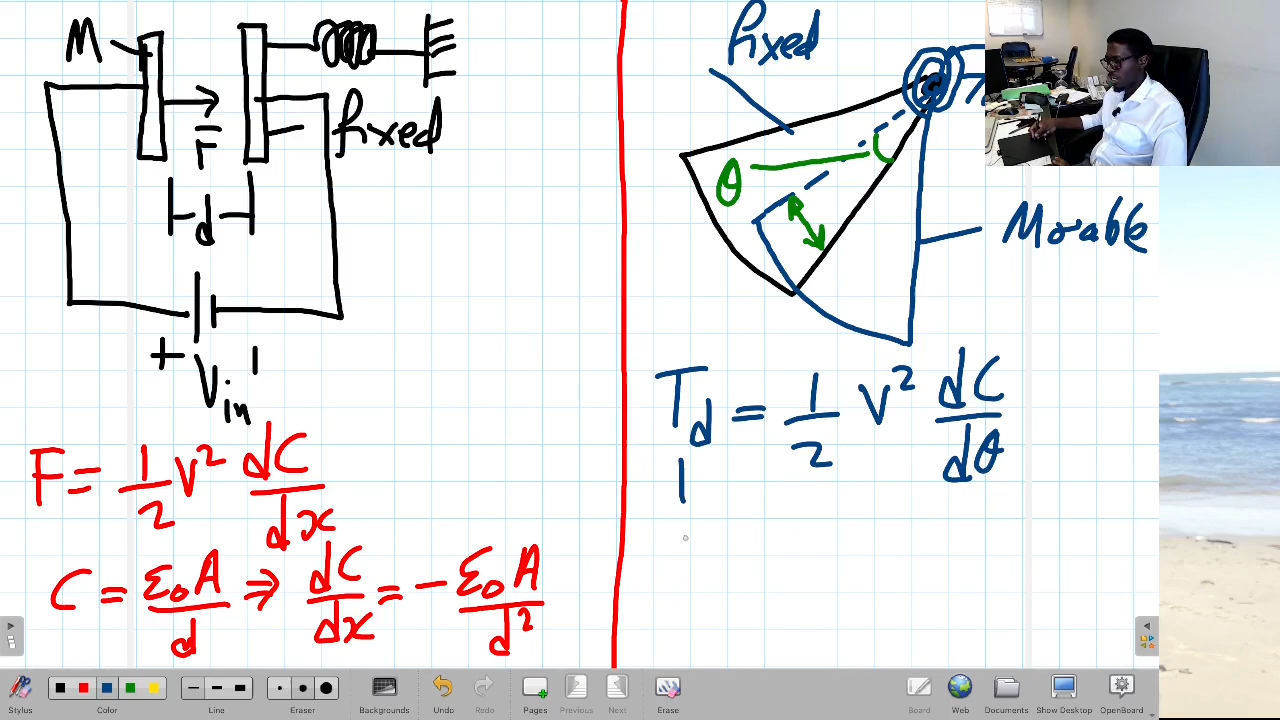 M
F
fixed
d
+
Vin
F = 1/2 V² dC/dx
C = ε₀A/d ⇒ dC/dx = - ε₀A/d²
fixed
θ
Movable
Td = 1/2 V² dC/dθ
Stylus
Color
Line
Eraser
Backgrounds
Undo
Redo
Pages
Previous
Next
Erase
Board
Web
Documents
Show Desktop
OpenBoard